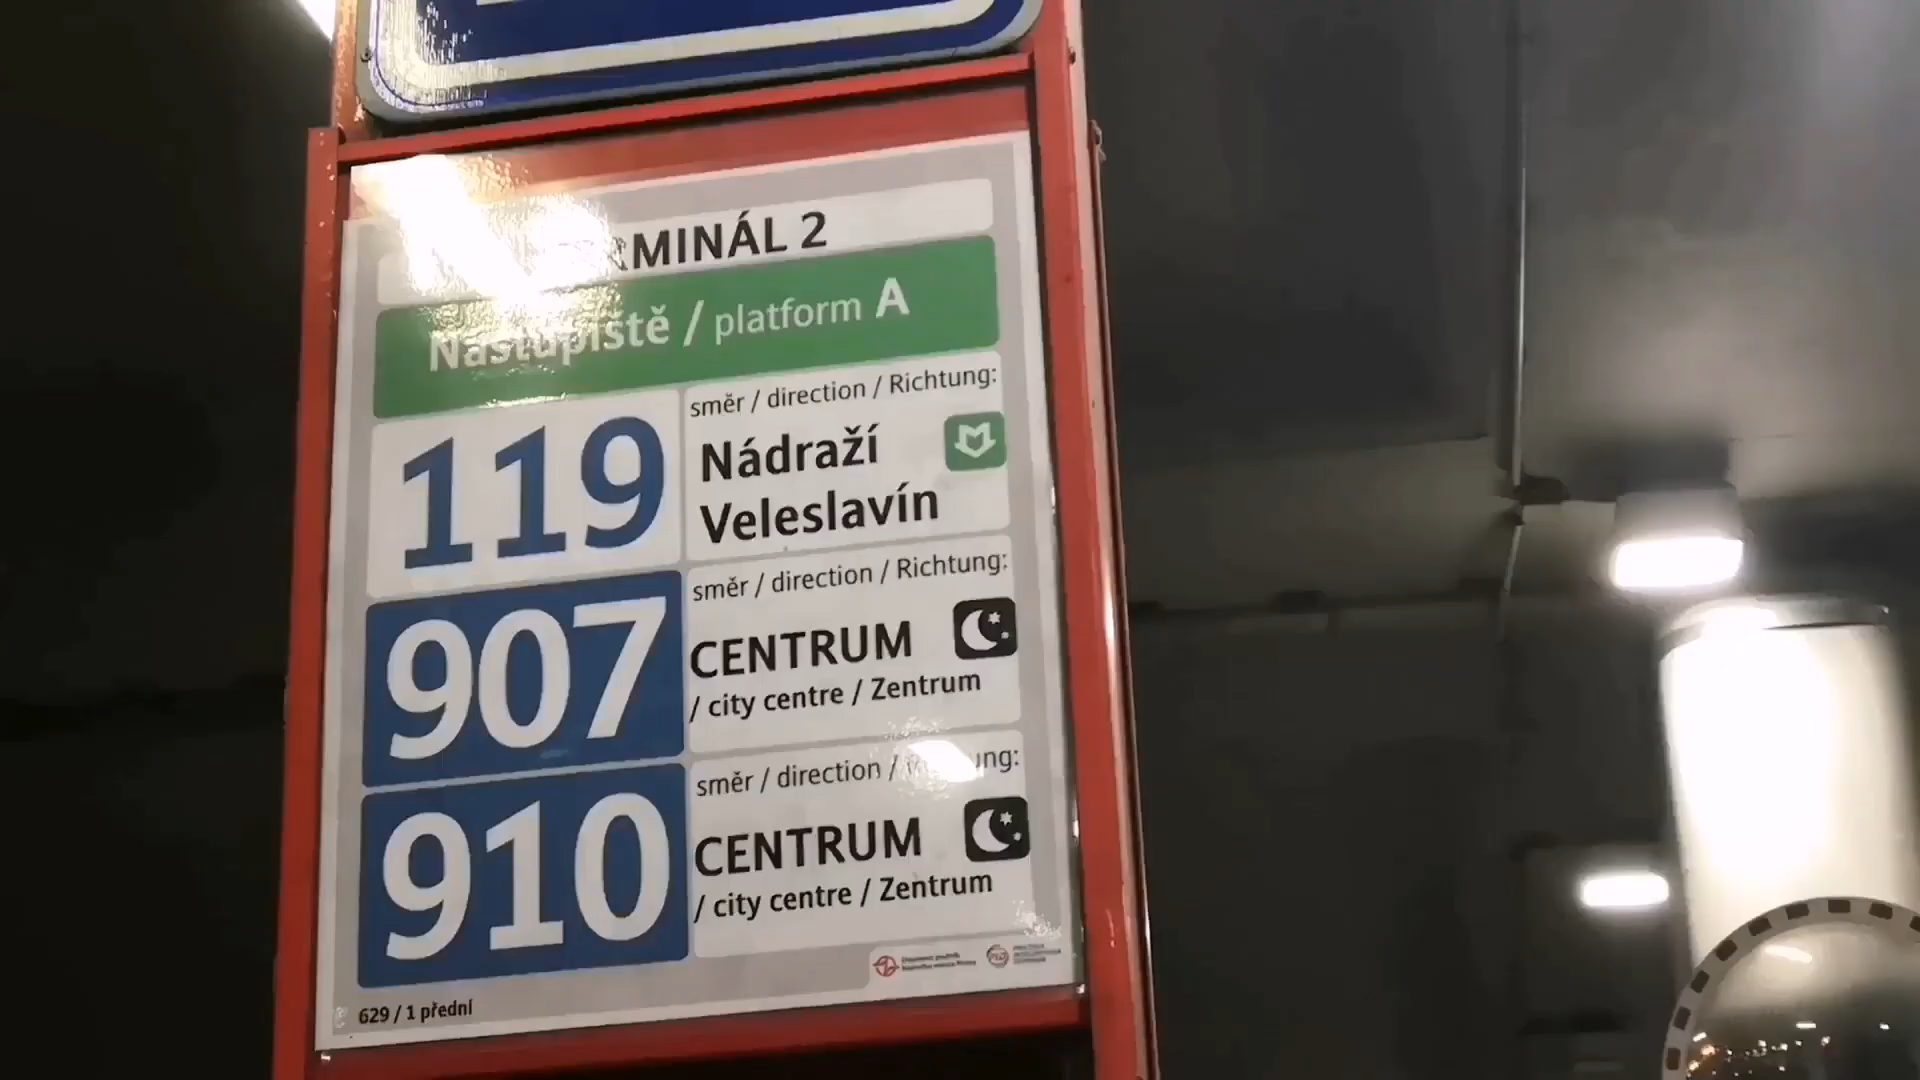 TERMINÁL 2
Nástupiště / platform A
119
směr / direction / Richtung:
Nádraží
Veleslavín
907
směr / direction / Richtung:
CENTRUM
/ city centre / Zentrum
910
směr / direction /
CENTRUM
/ city centre / Zentrum
629 / 1 přední